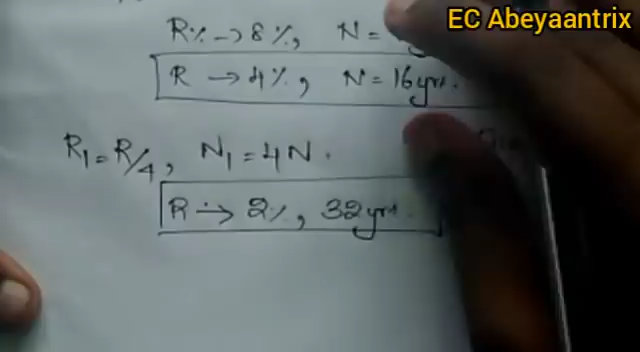 EC Abeyaantrix
R% → 8%, N =
R → 4%, N = 16yrs.
R₁ = R/4, N₁ = 4N.
R → 2%, 32yrs.